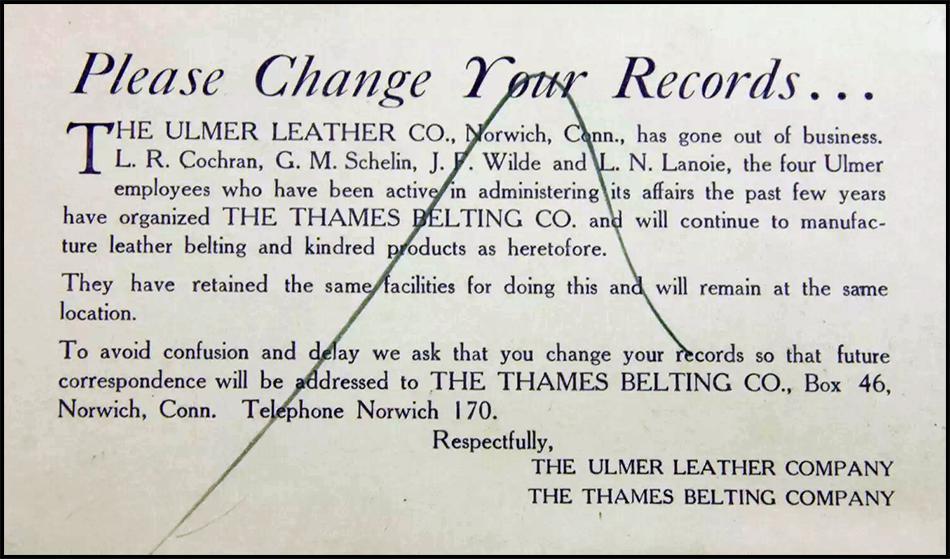 Please Change Your Records...
THE ULMER LEATHER CO., Norwich, Conn., has gone out of business.
L. R. Cochran, G. M. Schelin, J. F. Wilde and L. N. Lanoie, the four Ulmer
employees who have been active in administering its affairs the past few years
have organized THE THAMES BELTING CO. and will continue to manufac-
ture leather belting and kindred products as heretofore.
They have retained the same facilities for doing this and will remain at the same
location.
To avoid confusion and delay we ask that you change your records so that future
correspondence will be addressed to THE THAMES BELTING CO., Box 46,
Norwich, Conn. Telephone Norwich 170.
Respectfully,
THE ULMER LEATHER COMPANY
THE THAMES BELTING COMPANY